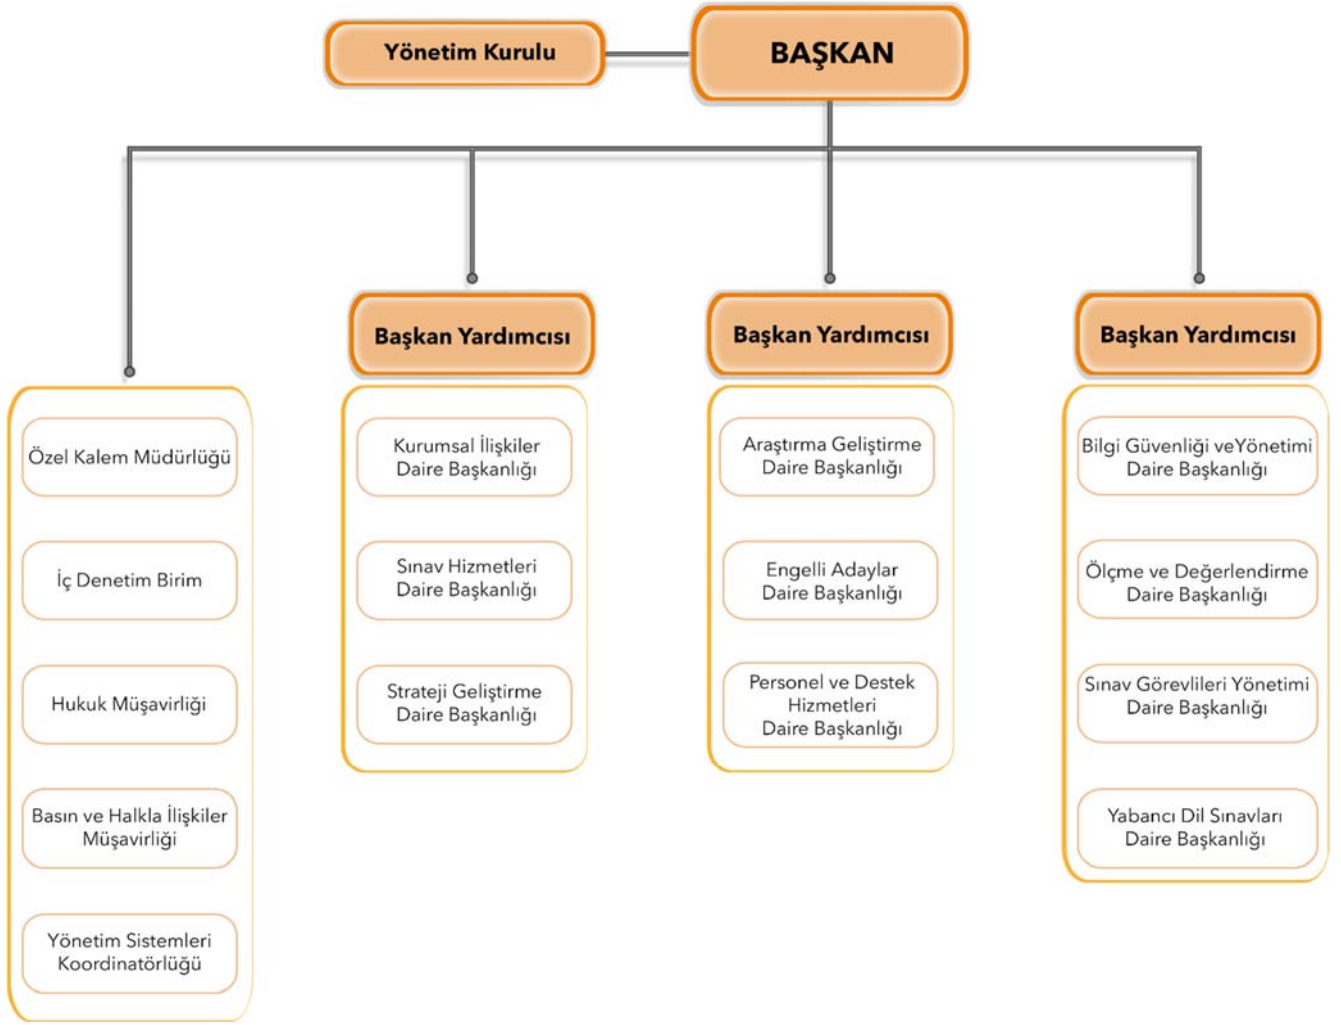 Yönetim Kurulu
BAŞKAN
Özel Kalem Müdürlüğü
İç Denetim Birim
Hukuk Müşavirliği
Basın ve Halkla İlişkiler
Müşavirliği
Yönetim Sistemleri
Koordinatörlüğü
Başkan Yardımcısı
Kurumsal İlişkiler
Daire Başkanlığı
Sınav Hizmetleri
Daire Başkanlığı
Strateji Geliştirme
Daire Başkanlığı
Başkan Yardımcısı
Araştırma Geliştirme
Daire Başkanlığı
Engelli Adaylar
Daire Başkanlığı
Personel ve Destek
Hizmetleri
Daire Başkanlığı
Başkan Yardımcısı
Bilgi Güvenliği veYönetimi
Daire Başkanlığı
Ölçme ve Değerlendirme
Daire Başkanlığı
Sınav Görevlileri Yönetimi
Daire Başkanlığı
Yabancı Dil Sınavları
Daire Başkanlığı